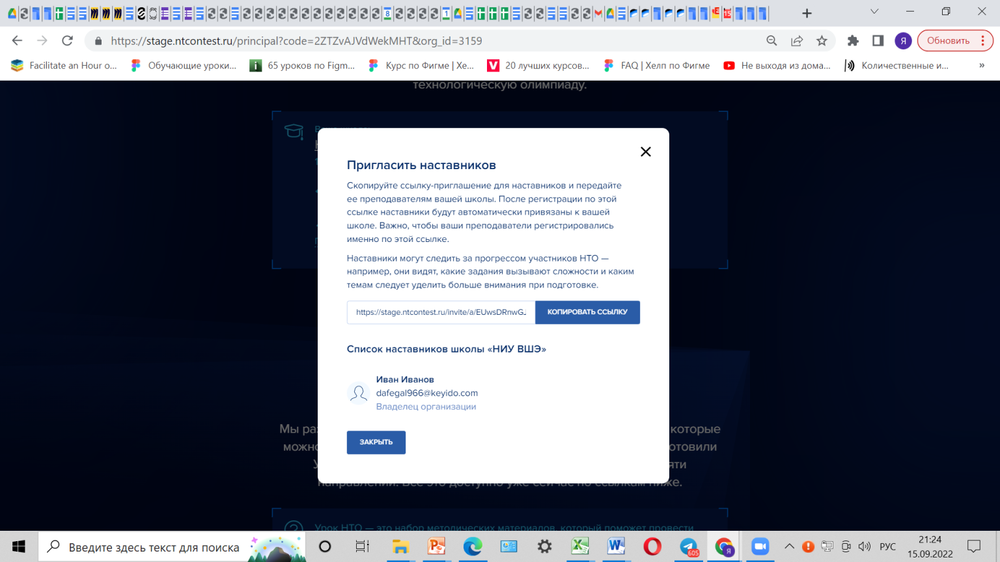 https://stage.ntcontest.ru/principal?code=2ZTZvAJVdWekMHT&org_id=3159
Я
Обновить
Facilitate an Hour o...
Обучающие уроки...
65 уроков по Figm...
Курс по Фигме | Хе...
20 лучших курсов...
FAQ | Хелп по Фигме
Не выходя из дома...
Количественные и...
»
технологическую олимпиаду.
Пригласить наставников
Скопируйте ссылку-приглашение для наставников и передайте
ее преподавателям вашей школы. После регистрации по этой
ссылке наставники будут автоматически привязаны к вашей
школе. Важно, чтобы ваши преподаватели регистрировались
именно по этой ссылке.
Наставники могут следить за прогрессом участников НТО —
например, они видят, какие задания вызывают сложности и каким
темам следует уделить больше внимания при подготовке.
https://stage.ntcontest.ru/invite/a/EUwsDRnwGJ
КОПИРОВАТЬ ССЫЛКУ
Список наставников школы «НИУ ВШЭ»
Иван Иванов
dafegal966@keyido.com
Владелец организации
ЗАКРЫТЬ
Мы ра
которые
можно
отовили
яти
направлений. Все это доступно уже сейчас по ссылкам ниже.
Урок НТО — это набор методических материалов, который поможет провести
Введите здесь текст для поиска
605
РУС
21:24
15.09.2022